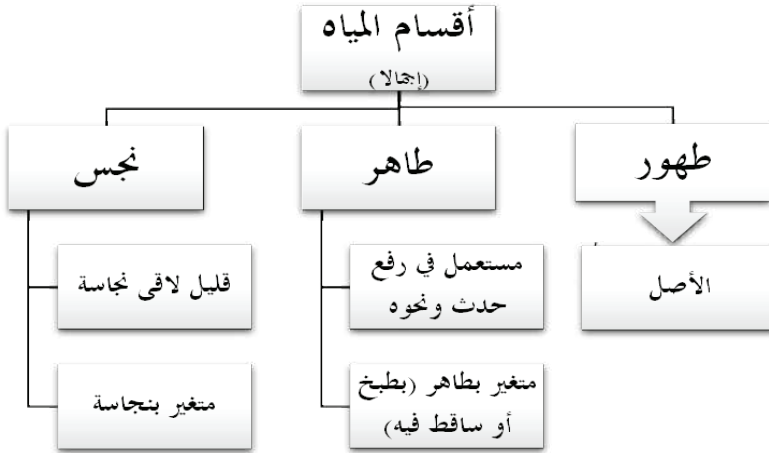 أقسام المياه
(إجمالا)
طهور
طاهر
نجس
الأصل
مستعمل في رفع
حدث ونحوه
قليل لاقى نجاسة
متغير بطاهر (بطبخ
أو ساقط فيه)
متغير بنجاسة